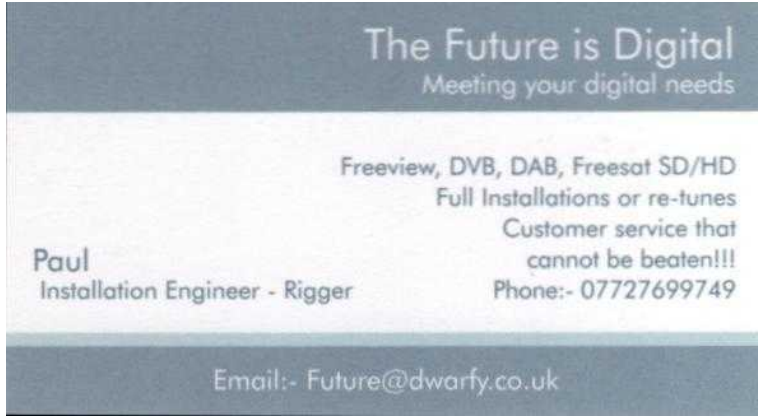 The Future is Digital
Meeting your digital needs
Freeview, DVB, DAB, Freesat SD/HD
Full Installations or re-tunes
Customer service that
cannot be beaten!!!
Phone:- 07727699749
Paul
Installation Engineer - Rigger
Email:- Future@dwarfy.co.uk